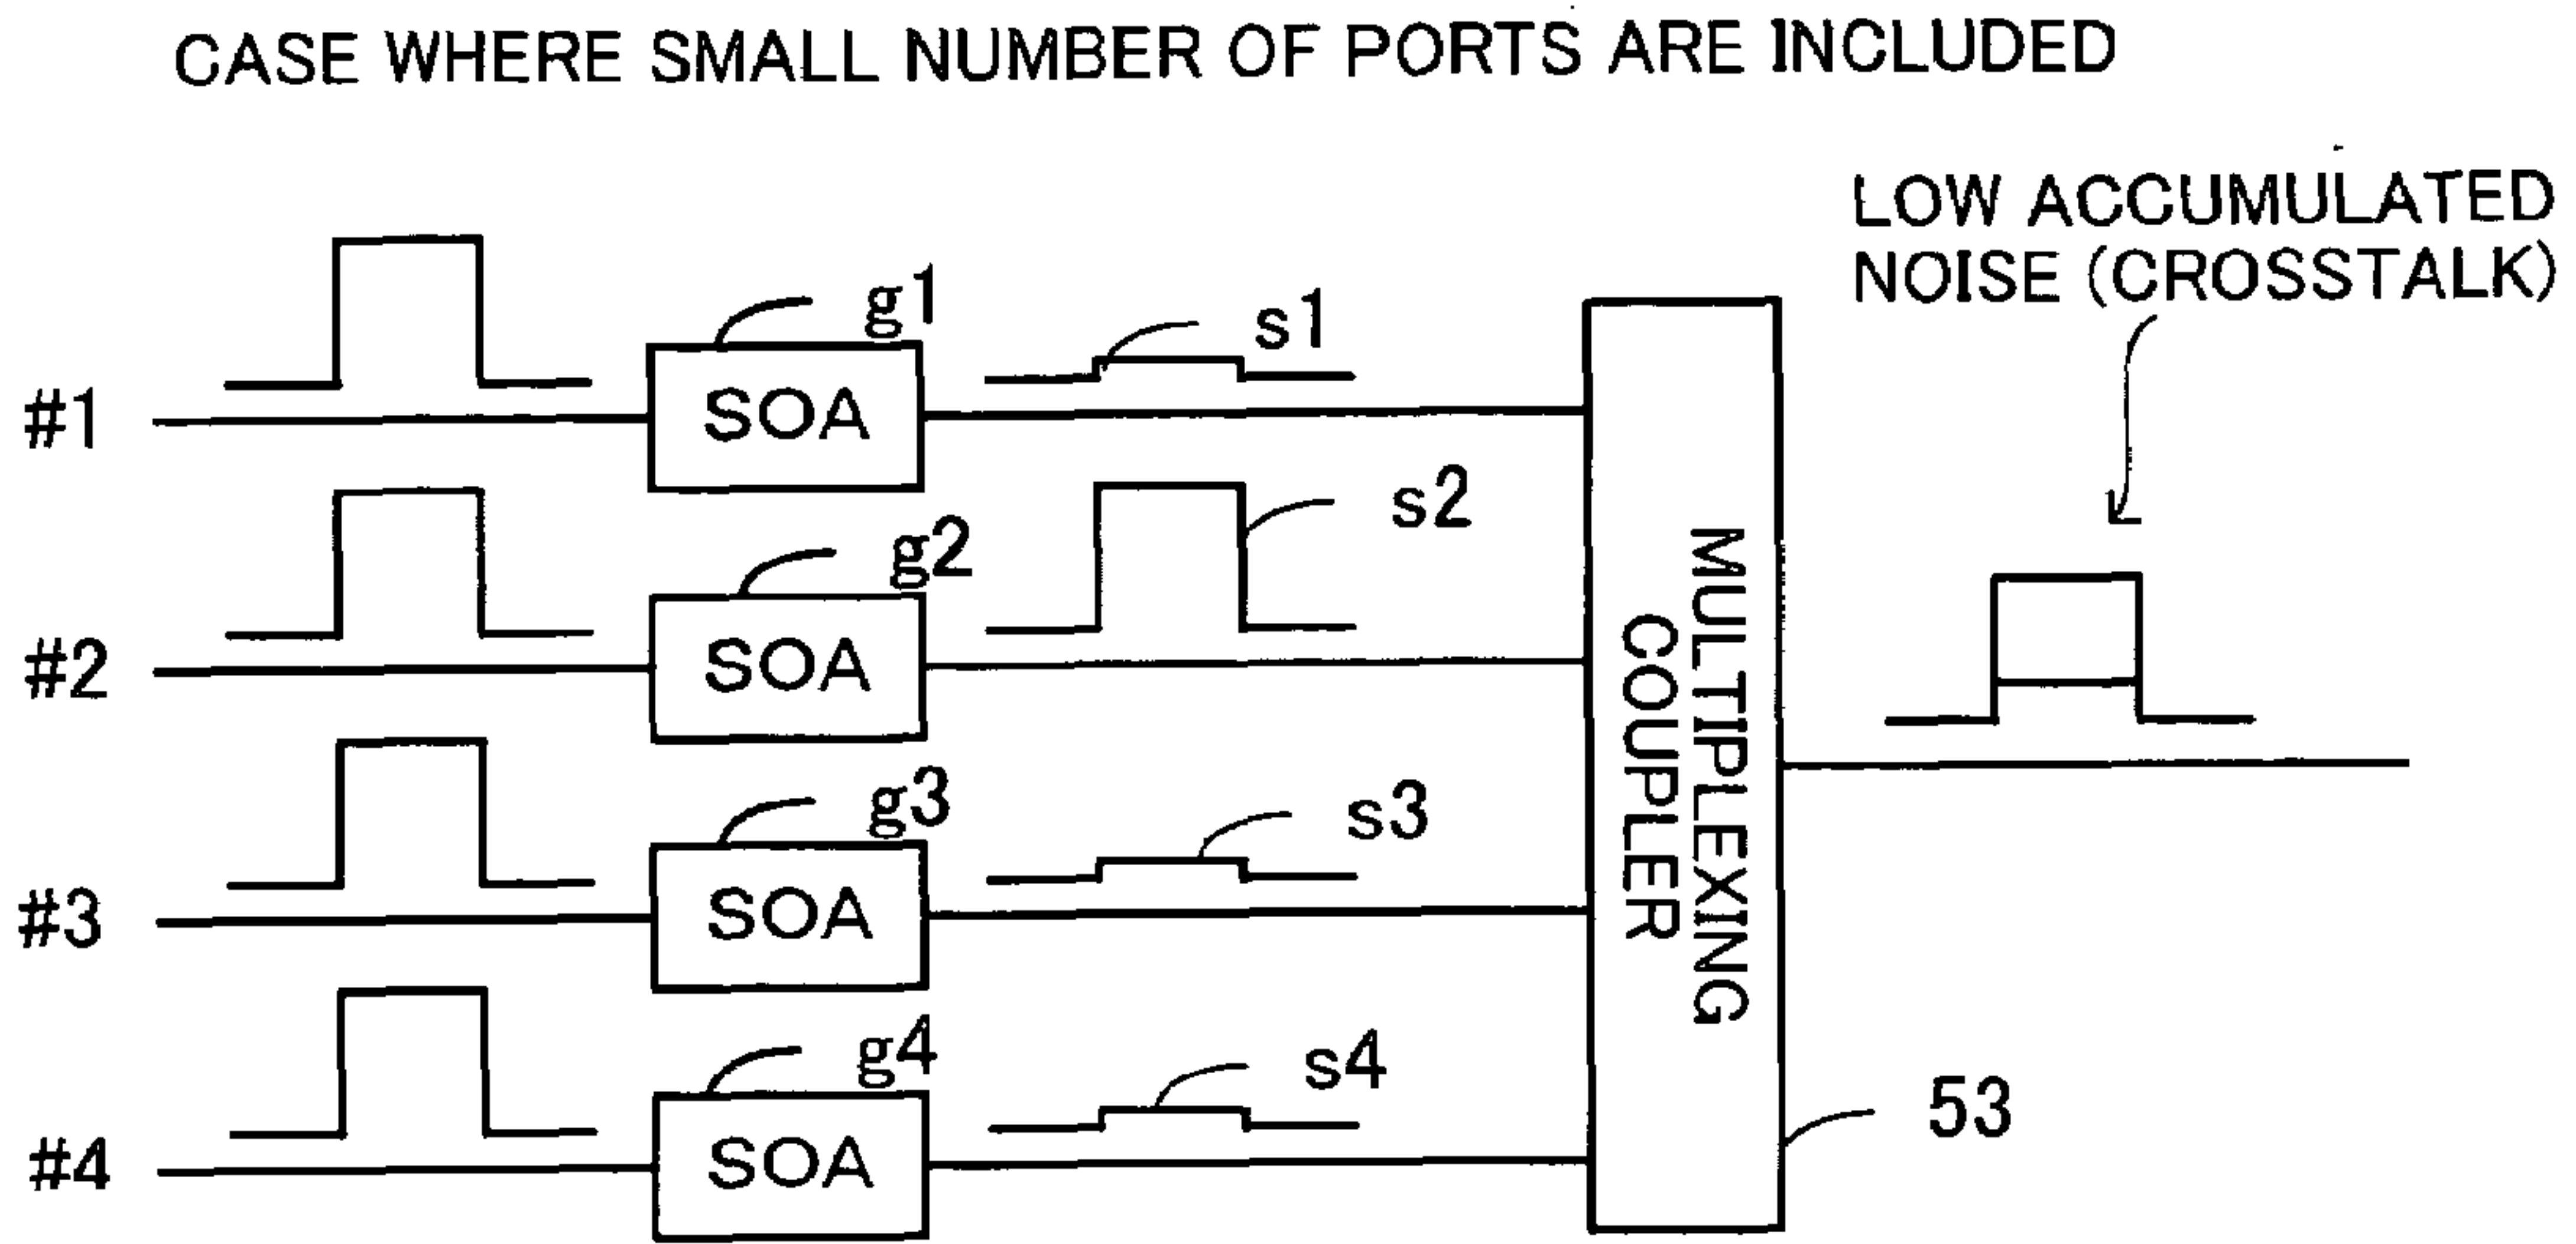 CASE WHERE SMALL NUMBER OF PORTS ARE INCLUDED
LOW ACCUMULATED
NOISE (CROSSTALK)
#1
g1
SOA
s1
#2
g2
SOA
s2
#3
g3
SOA
s3
#4
g4
SOA
s4
MULTIPLEXING
COUPLER
53